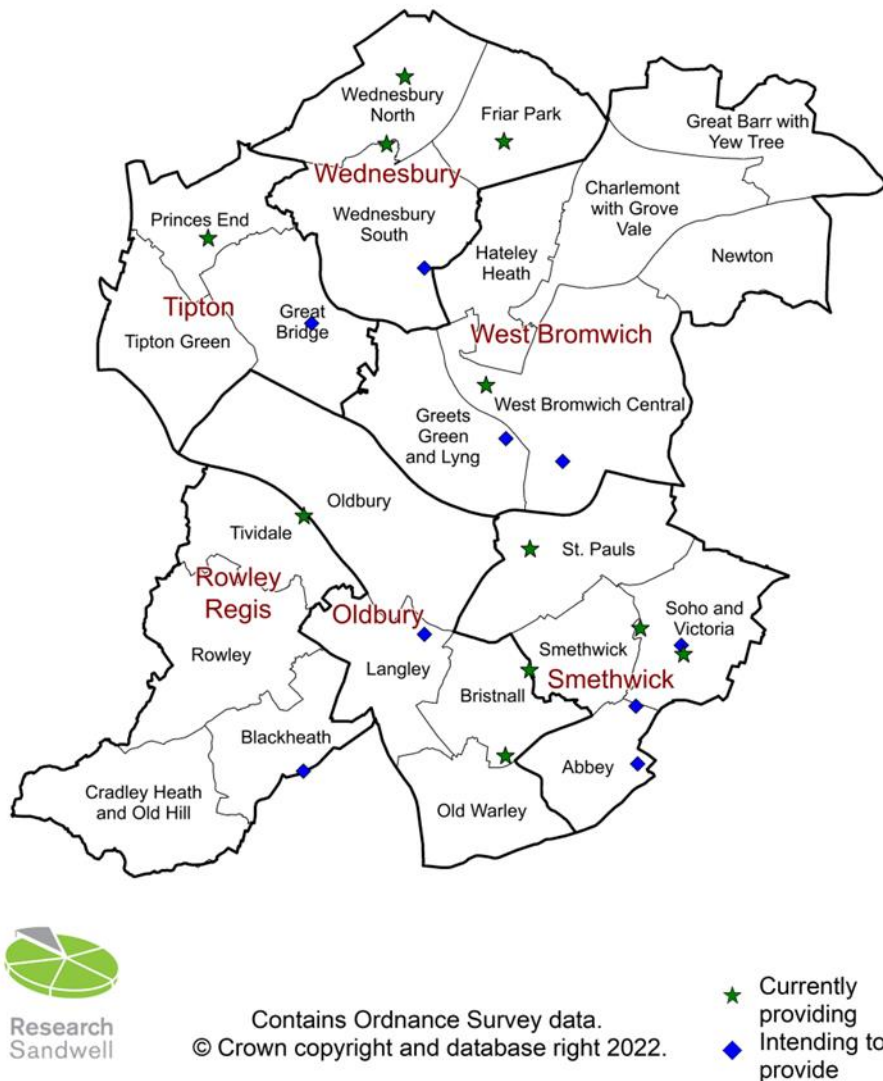 Wednesbury
North
Friar Park
Great Barr with
Yew Tree
Wednesbury
Charlemont
with Grove
Vale
Princes End
Wednesbury
South
Hateley
Heath
Newton
Tipton
Great
Bridge
Tipton Green
West Bromwich
West Bromwich Central
Greets
Green
and Lyng
Oldbury
Tividale
St. Pauls
Rowley
Regis
Oldbury
Soho and
Victoria
Smethwick
Rowley
Langley
Smethwick
Bristnall
Blackheath
Abbey
Cradley Heath
and Old Hill
Old Warley
Research
Sandwell
Contains Ordnance Survey data.
© Crown copyright and database right 2022.
Currently
providing
Intending to
provide